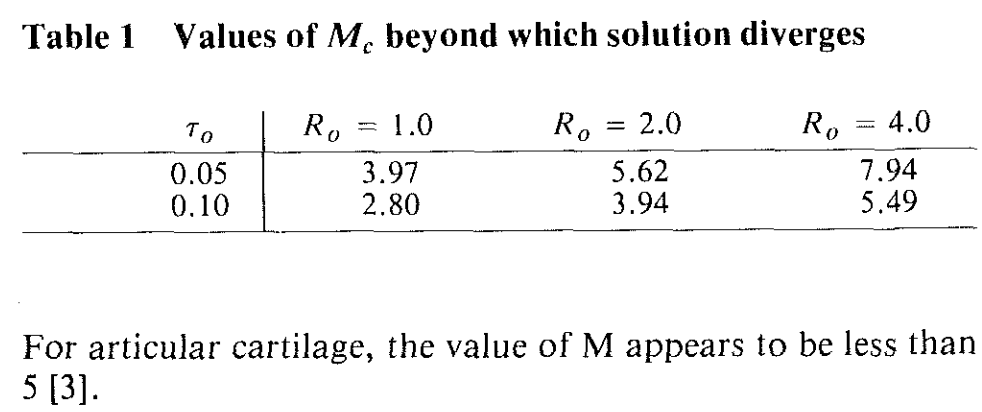 Table 1 Values of M_c beyond which solution diverges
τ_o R_o = 1.0 R_o = 2.0 R_o = 4.0
0.05 3.97 5.62 7.94
0.10 2.80 3.94 5.49
For articular cartilage, the value of M appears to be less than
5 [3].